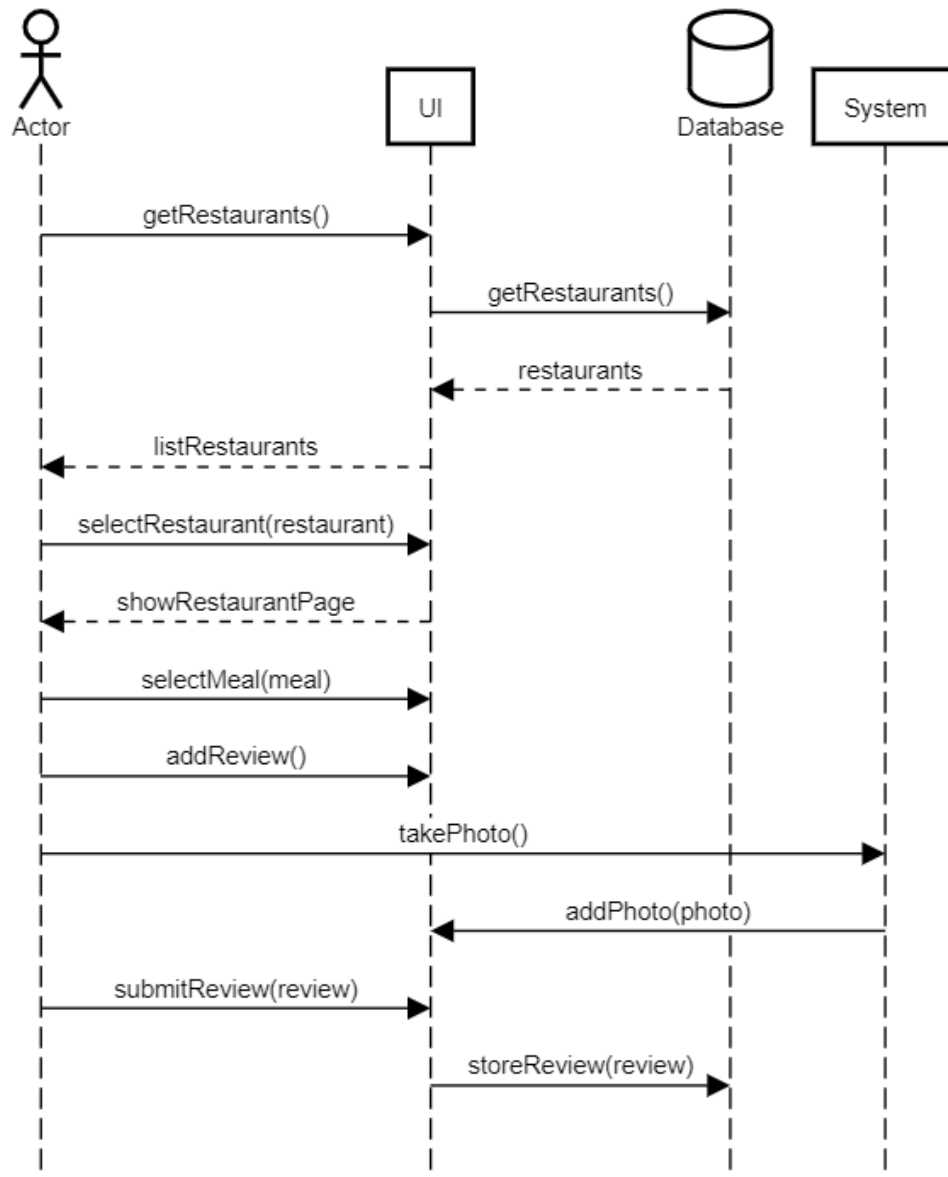 Actor
UI
Database
System
getRestaurants()
getRestaurants()
restaurants
listRestaurants
selectRestaurant(restaurant)
showRestaurantPage
selectMeal(meal)
addReview()
takePhoto()
addPhoto(photo)
submitReview(review)
storeReview(review)